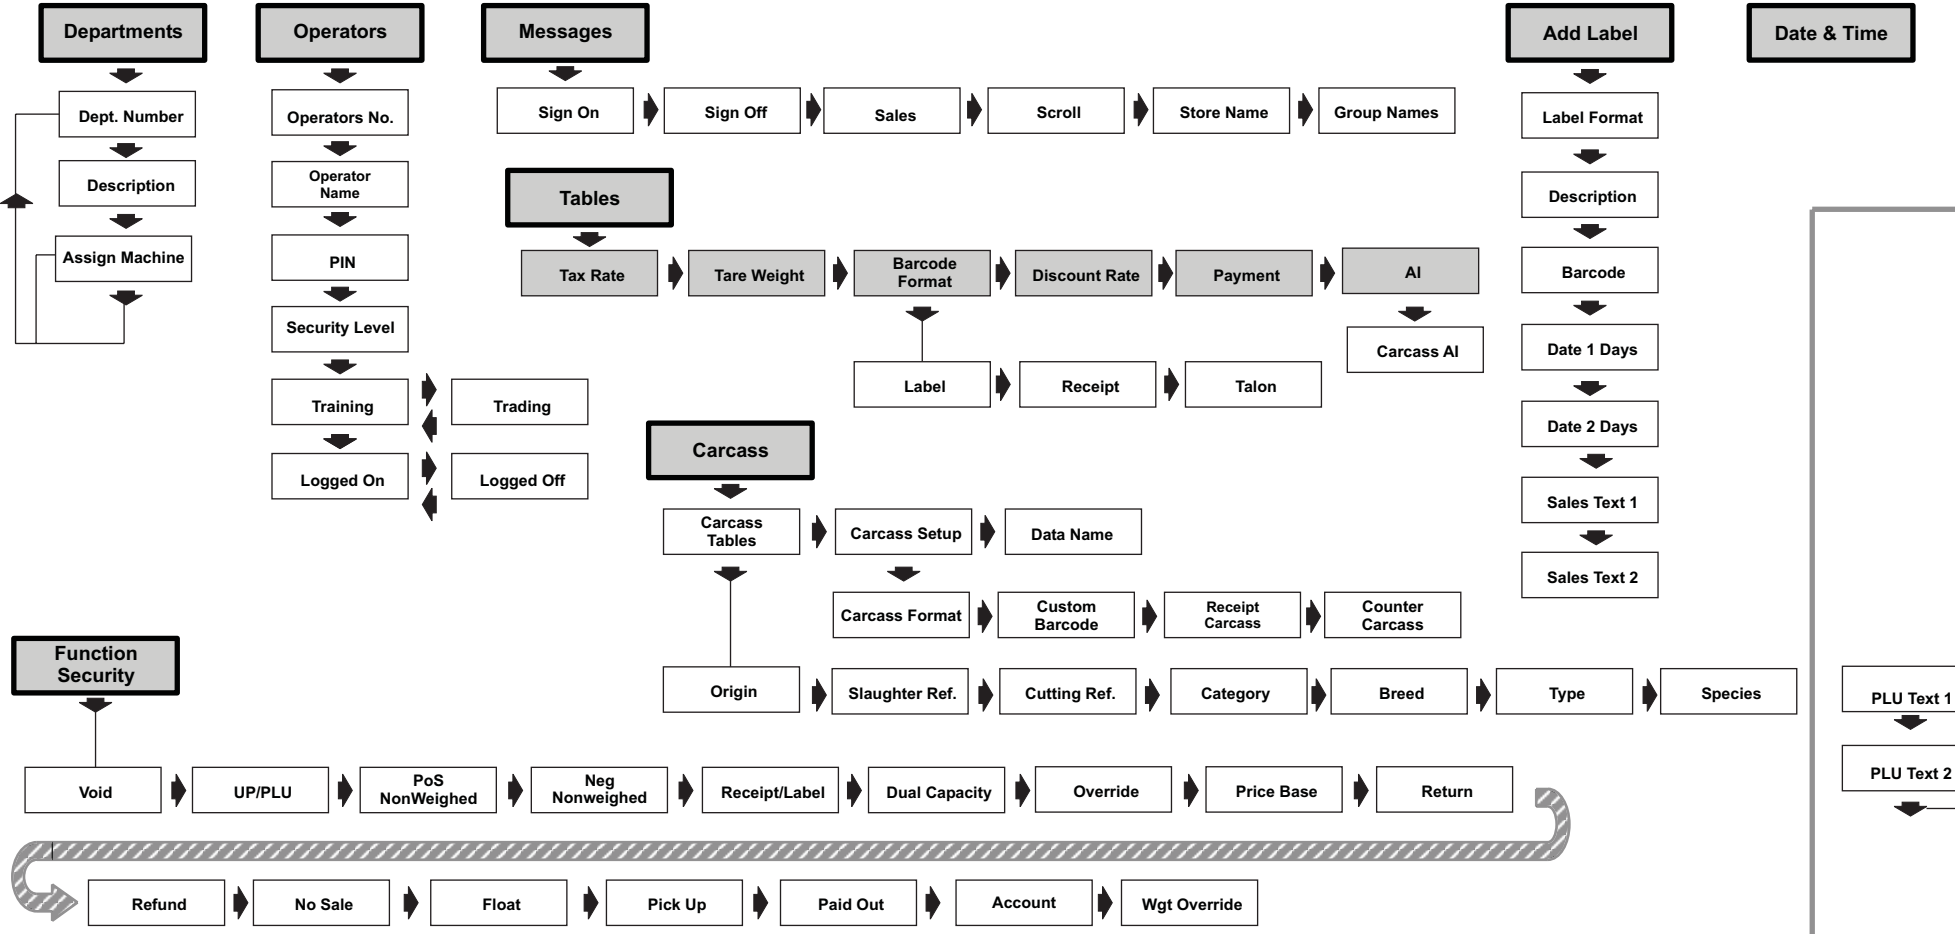 Departments
Operators
Messages
Add Label
Date & Time
Dept. Number
Description
Assign Machine
Operators No.
Operator
Name
PIN
Security Level
Training
Trading
Logged On
Logged Off
Sign On
Sign Off
Sales
Scroll
Store Name
Group Names
Tables
Tax Rate
Tare Weight
Barcode
Format
Discount Rate
Payment
AI
Carcass AI
Label
Receipt
Talon
Label Format
Description
Barcode
Date 1 Days
Date 2 Days
Sales Text 1
Sales Text 2
Carcass
Carcass
Tables
Carcass Setup
Data Name
Carcass Format
Custom
Barcode
Receipt
Carcass
Counter
Carcass
Origin
Slaughter Ref.
Cutting Ref.
Category
Breed
Type
Species
PLU Text 1
PLU Text 2
Function
Security
Void
UP/PLU
PoS
NonWeighed
Neg
Nonweighed
Receipt/Label
Dual Capacity
Override
Price Base
Return
Refund
No Sale
Float
Pick Up
Paid Out
Account
Wgt Override